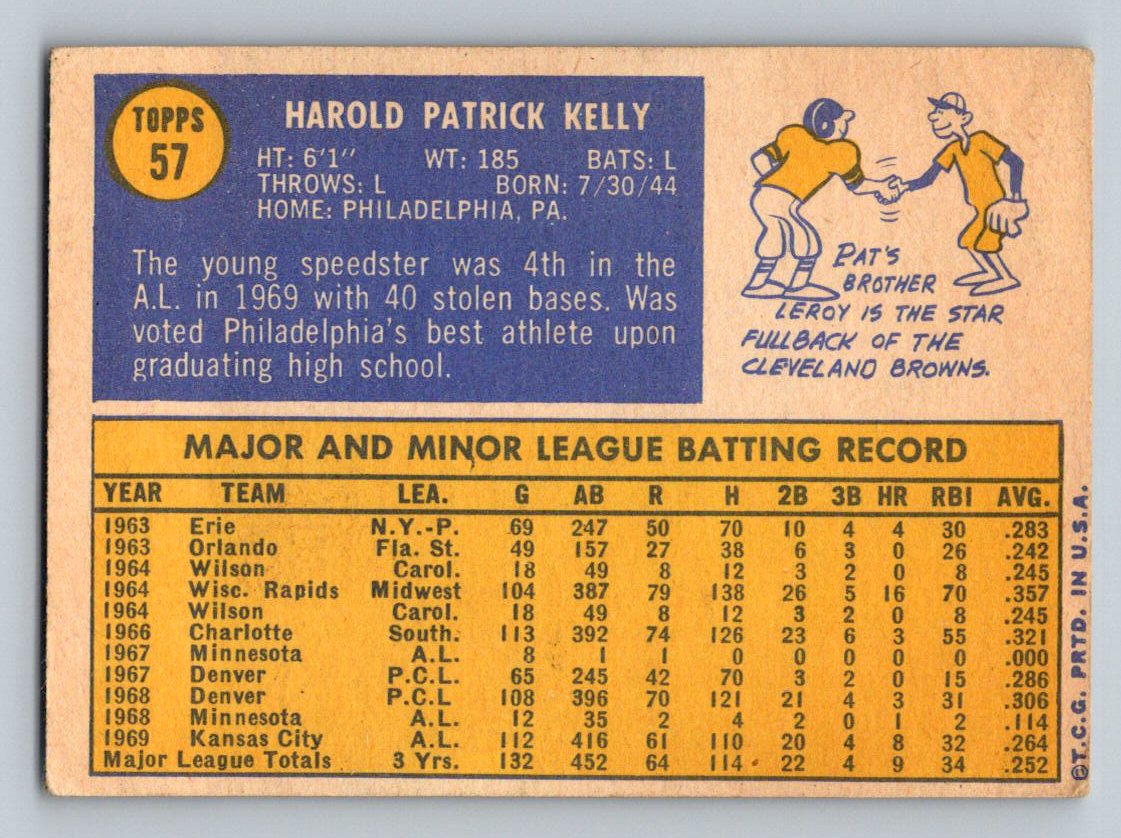 TOPPS
57
HAROLD PATRICK KELLY
HT: 6'1" WT: 185 BATS: L
THROWS: L BORN: 7/30/44
HOME: PHILADELPHIA, PA.
The young speedster was 4th in the
A.L. in 1969 with 40 stolen bases. Was
voted Philadelphia's best athlete upon
graduating high school.
PAT'S
BROTHER
LEROY IS THE STAR
FULLBACK OF THE
CLEVELAND BROWNS.
MAJOR AND MINOR LEAGUE BATTING RECORD
YEAR TEAM LEA. G AB R H 2B 3B HR RBI AVG.
1963 Erie N.Y.-P. 69 247 50 70 10 4 4 30 .283
1963 Orlando Fla. St. 49 157 27 38 6 3 0 26 .242
1964 Wilson Carol. 18 49 8 12 3 2 0 8 .245
1964 Wisc. Rapids Midwest 104 387 79 138 26 5 16 70 .357
1964 Wilson Carol. 18 49 8 12 3 2 0 8 .245
1966 Charlotte South. 113 392 74 126 23 6 3 55 .321
1967 Minnesota A.L. 8 1 1 0 0 0 0 0 .000
1967 Denver P.C.L. 65 245 42 70 3 2 0 15 .286
1968 Denver P.C.L 108 396 70 121 21 4 3 31 .306
1968 Minnesota A.L. 12 35 2 4 2 0 1 2 .114
1969 Kansas City A.L. 112 416 61 110 20 4 8 32 .264
Major League Totals 3 Yrs. 132 452 64 114 22 4 9 34 .252
©T.C.G. PRTD. IN U.S.A.